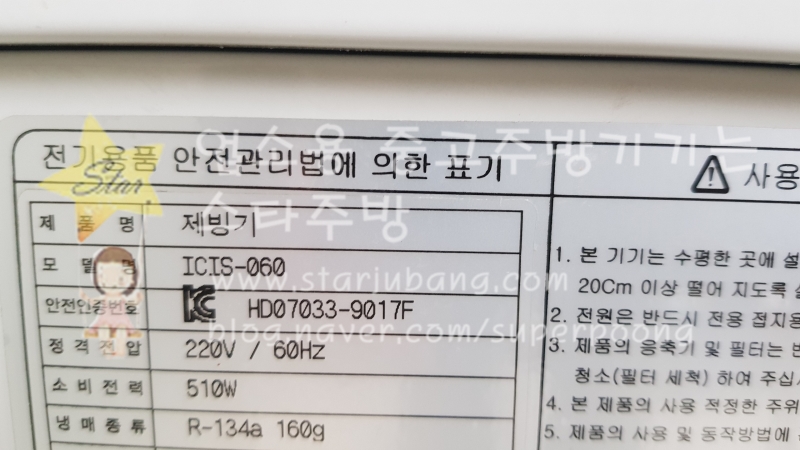 전기용품 안전관리법에 의한 표기
제 품 명 제빙기
모 델 명 ICIS-060
안전인증번호 HD07033-9017F
정격전압 220V / 60Hz
소비전력 510W
냉매종류 R-134a 160g
사용
1. 본 기기는 수평한 곳에 설
20Cm 이상 떨어 지도록
2. 전원은 반드시 전용 접지용
3. 제품의 응축기 및 필터는
청소(필터 세척) 하여 주십
4. 본 제품의 사용 적정한 주위
5. 제품의 사용 및 동작방법에
Star
업소용 중고주방기기는
스타주방
www.starjubang.com
blog.naver.com/superpoong